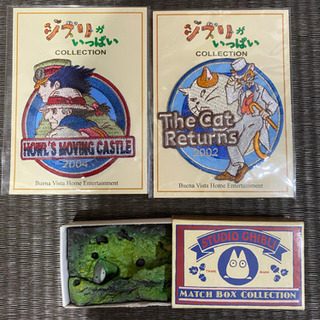 ジブリが
いっぱい
COLLECTION
HOWL'S MOVING CASTLE
2004
Buena Vista Home Entertainment
ジブリが
いっぱい
COLLECTION
The Cat
Returns
2002
Buena Vista Home Entertainment
STUDIO GHIBLI
MATCH BOX COLLECTION